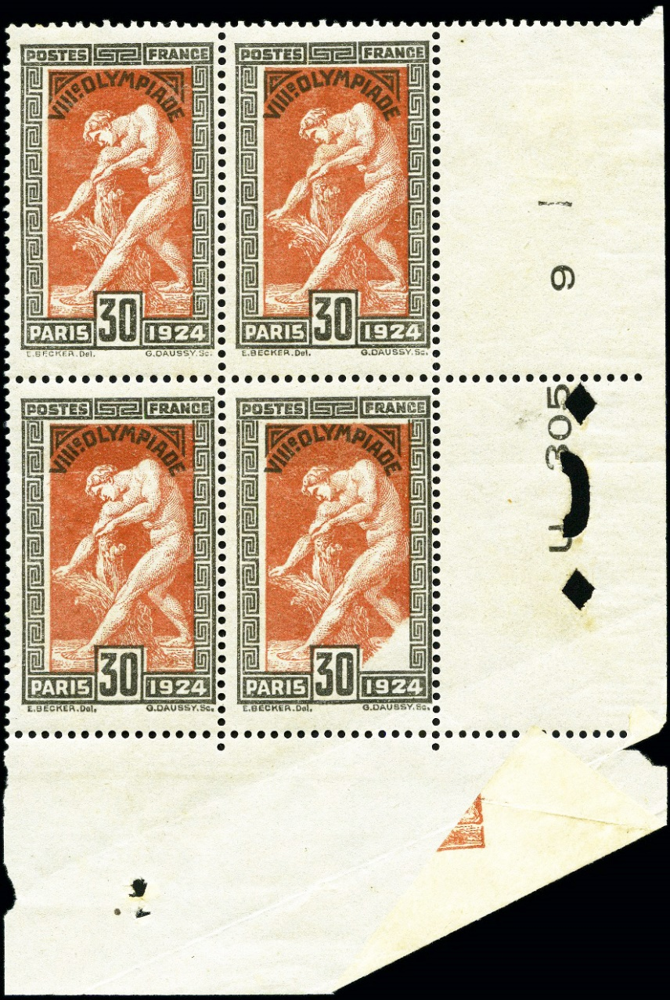 POSTES FRANCE
VIIIe OLYMPIADE
PARIS 30 1924
E.BECKER.Del. G.DAUSSY.Sc.
POSTES FRANCE
VIIIe OLYMPIADE
PARIS 30 1924
E.BECKER.Del. G.DAUSSY.Sc.
9
POSTES FRANCE
VIIIe OLYMPIADE
PARIS 30 1924
E.BECKER.Del. G.DAUSSY.Sc.
POSTES FRANCE
VIIIe OLYMPIADE
PARIS 30 1924
E.BECKER.Del. G.DAUSSY.Sc.
305